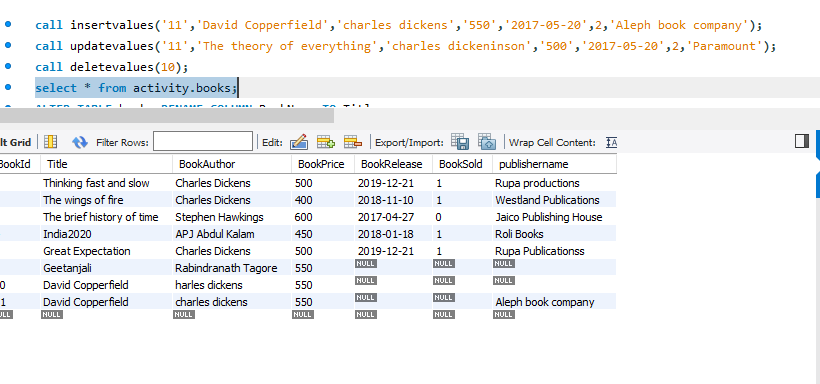 call insertvalues('11','David Copperfield','charles dickens','550','2017-05-20',2,'Aleph book company');
call updatevalues('11','The theory of everything','charles dickeninson','500','2017-05-20',2,'Paramount');
call deletevalues(10);
select * from activity.books;
lt Grid Filter Rows: Edit: Export/Import: Wrap Cell Content: IA
BookId Title BookAuthor BookPrice BookRelease BookSold publishername
Thinking fast and slow Charles Dickens 500 2019-12-21 1 Rupa productions
The wings of fire Charles Dickens 400 2018-11-10 1 Westland Publications
The brief history of time Stephen Hawkings 600 2017-04-27 0 Jaico Publishing House
India2020 APJ Abdul Kalam 450 2018-01-18 1 Roli Books
Great Expectation Charles Dickens 500 2019-12-21 1 Rupa Publicationss
Geetanjali Rabindranath Tagore 550 NULL NULL NULL
0 David Copperfield harles dickens 550 NULL NULL NULL
1 David Copperfield charles dickens 550 NULL NULL Aleph book company
NULL NULL NULL NULL NULL NULL NULL